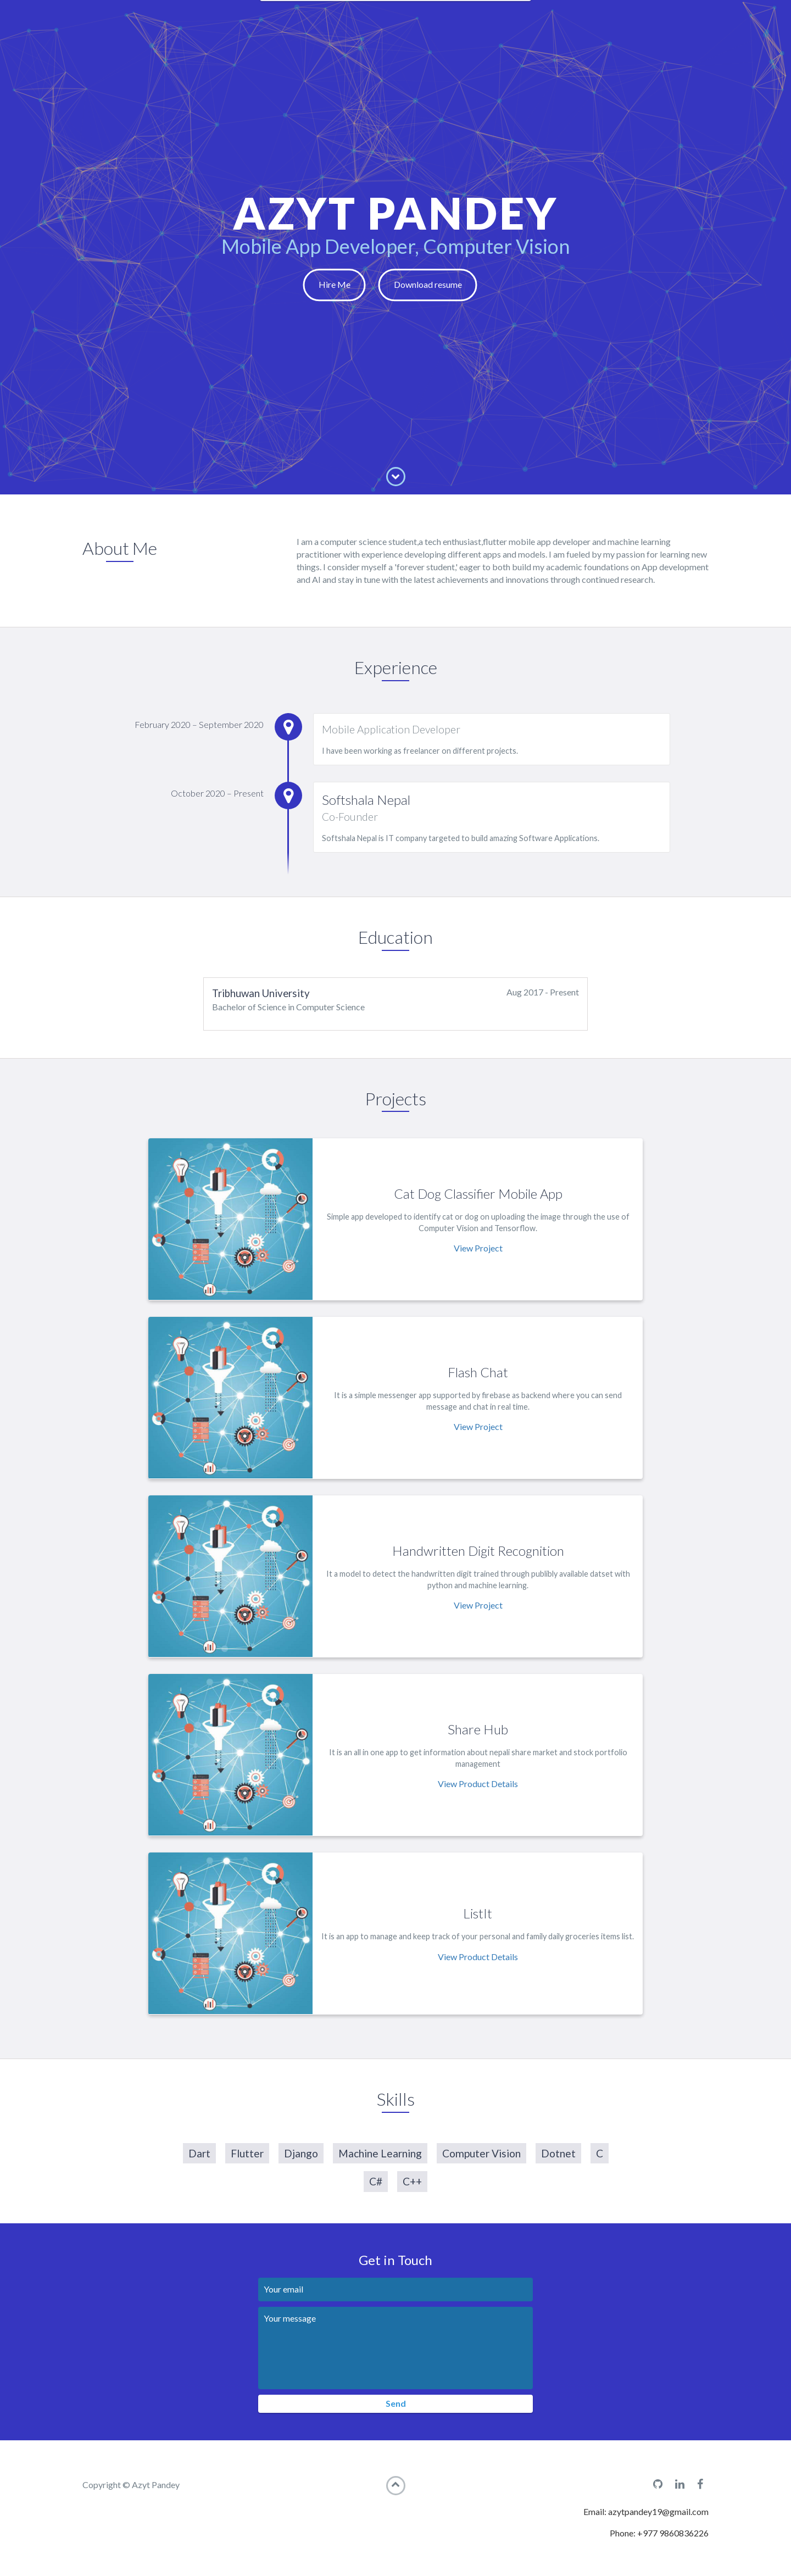 AZYT PANDEY
Mobile App Developer, Computer Vision
Hire Me
Download resume
About Me
I am a computer science student,a tech enthusiast,flutter mobile app developer and machine learning
practitioner with experience developing different apps and models. I am fueled by my passion for learning new
things. I consider myself a 'forever student,' eager to both build my academic foundations on App development
and AI and stay in tune with the latest achievements and innovations through continued research.
Experience
February 2020 – September 2020
Mobile Application Developer
I have been working as freelancer on different projects.
October 2020 – Present
Softshala Nepal
Co-Founder
Softshala Nepal is IT company targeted to build amazing Software Applications.
Education
Tribhuwan University
Aug 2017 - Present
Bachelor of Science in Computer Science
Projects
Cat Dog Classifier Mobile App
Simple app developed to identify cat or dog on uploading the image through the use of
Computer Vision and Tensorflow.
View Project
Flash Chat
It is a simple messenger app supported by firebase as backend where you can send
message and chat in real time.
View Project
Handwritten Digit Recognition
It a model to detect the handwritten digit trained through publibly available datset with
python and machine learning.
View Project
Share Hub
It is an all in one app to get information about nepali share market and stock portfolio
management
View Product Details
ListIt
It is an app to manage and keep track of your personal and family daily groceries items list.
View Product Details
Skills
Dart
Flutter
Django
Machine Learning
Computer Vision
Dotnet
C
C#
C++
Get in Touch
Your email
Your message
Send
Copyright © Azyt Pandey
Email: azytpandey19@gmail.com
Phone: +977 9860836226